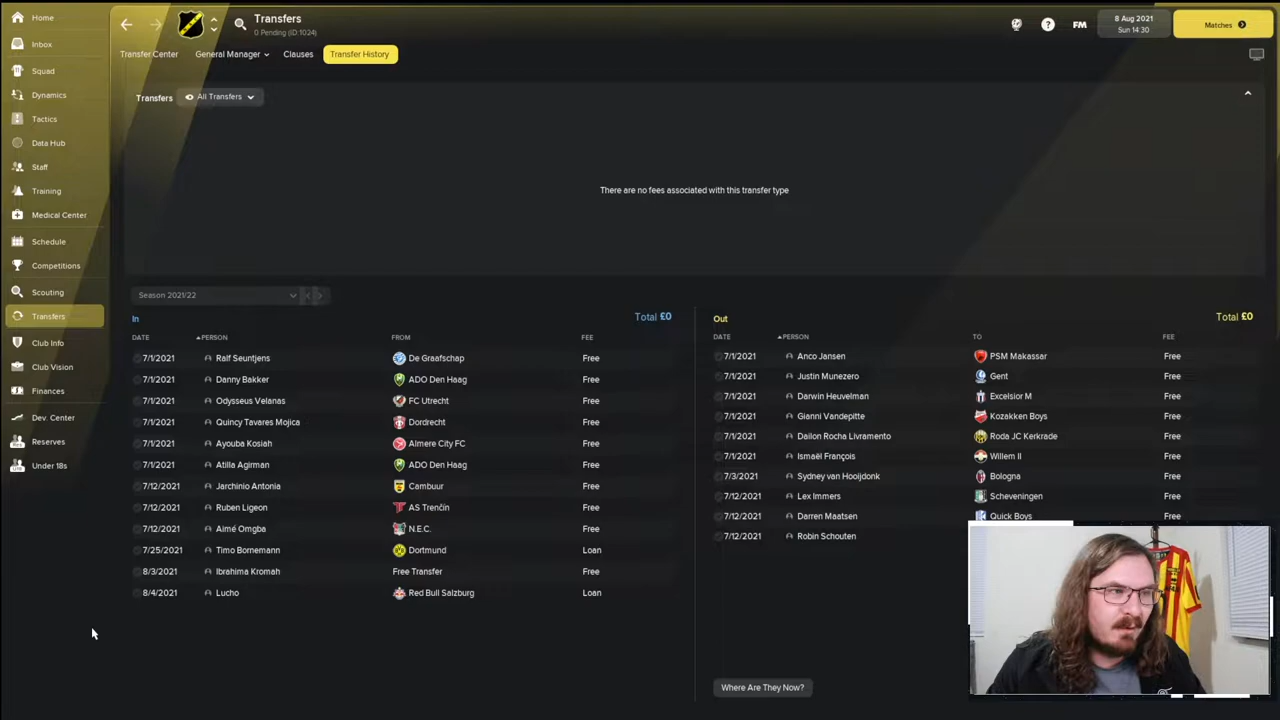 Home
Inbox
Squad
Dynamics
Tactics
Data Hub
Staff
Training
Medical Center
Schedule
Competitions
Scouting
Transfers
Club Info
Club Vision
Finances
Dev. Center
Reserves
Under 18s
Transfers
0 Pending (ID:1024)
FM
8 Aug 2021
Sun 14:30
Matches
Transfer Center General Manager Clauses Transfer History
Transfers All Transfers
There are no fees associated with this transfer type
Season 2021/22
In Total £0
DATE PERSON FROM FEE
7/1/2021 Ralf Seuntjens De Graafschap Free
7/1/2021 Danny Bakker ADO Den Haag Free
7/1/2021 Odysseus Velanas FC Utrecht Free
7/1/2021 Quincy Tavares Mojica Dordrecht Free
7/1/2021 Ayouba Kosiah Almere City FC Free
7/1/2021 Atilla Agirman ADO Den Haag Free
7/12/2021 Jarchinio Antonia Cambuur Free
7/12/2021 Ruben Ligeon AS Trenčín Free
7/12/2021 Aimé Omgba N.E.C. Free
7/25/2021 Timo Bornemann Dortmund Loan
8/3/2021 Ibrahima Kromah Free Transfer Free
8/4/2021 Lucho Red Bull Salzburg Loan
Out Total £0
DATE PERSON TO FEE
7/1/2021 Anco Jansen PSM Makassar Free
7/1/2021 Justin Munezero Gent Free
7/1/2021 Darwin Heuvelman Excelsior M Free
7/1/2021 Gianni Vandepitte Kozakken Boys Free
7/1/2021 Dailon Rocha Livramento Roda JC Kerkrade Free
7/1/2021 Ismaël François Willem II Free
7/3/2021 Sydney van Hooijdonk Bologna Free
7/12/2021 Lex Immers Scheveningen Free
7/12/2021 Darren Maatsen Quick Boys Free
7/12/2021 Robin Schouten
Where Are They Now?